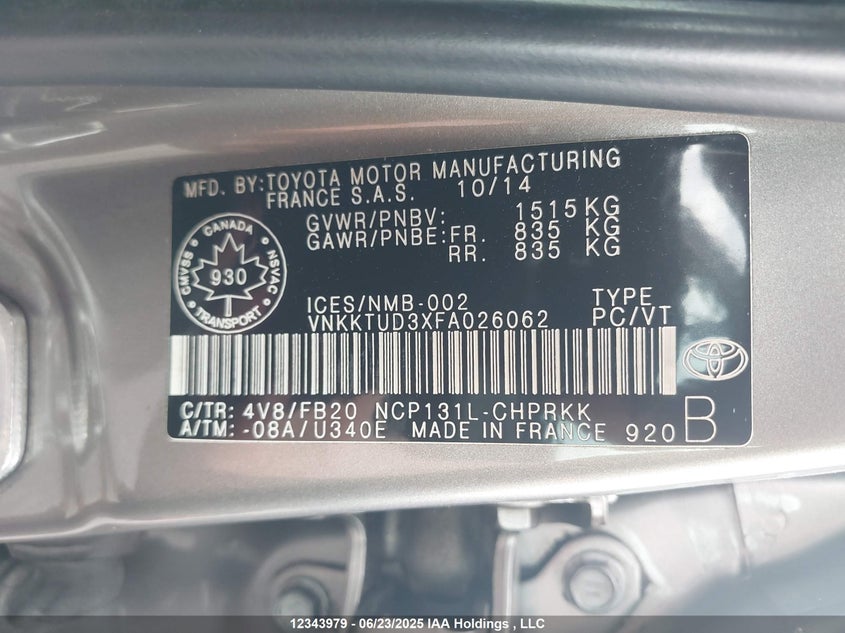 MFD. BY: TOYOTA MOTOR MANUFACTURING
FRANCE S.A.S. 10/14
GVWR/PNBV: 1515 KG
GAWR/PNBE: FR. 835 KG
RR. 835 KG
CANADA
CMVSS 930 NSVAC
TRANSPORT
ICES/NMB-002 TYPE
VNKKTUD3XFA026062 PC/VT
C/TR: 4V8/FB20 NCP131L-CHPRKK
A/TM: -08A/U340E MADE IN FRANCE 920 B
12343979 - 06/23/2025 IAA Holdings , LLC